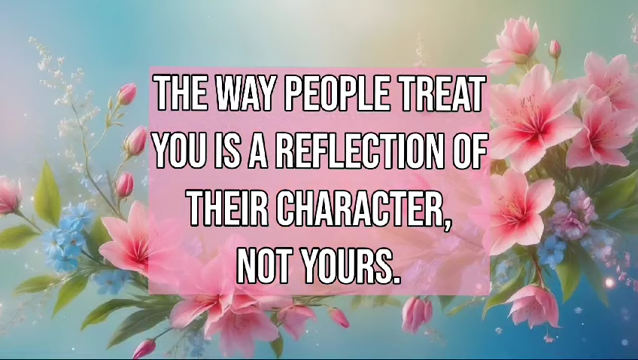 THE WAY PEOPLE TREAT
YOU IS A REFLECTION OF
THEIR CHARACTER,
NOT YOURS.